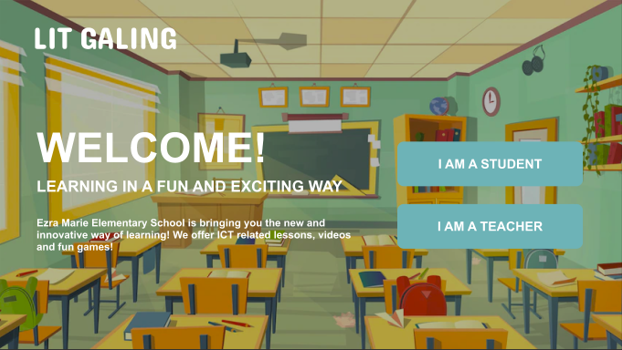 LIT GALING
WELCOME!
LEARNING IN A FUN AND EXCITING WAY
Ezra Marie Elementary School is bringing you the new and
innovative way of learning! We offer ICT related lessons, videos
and fun games!
I AM A STUDENT
I AM A TEACHER